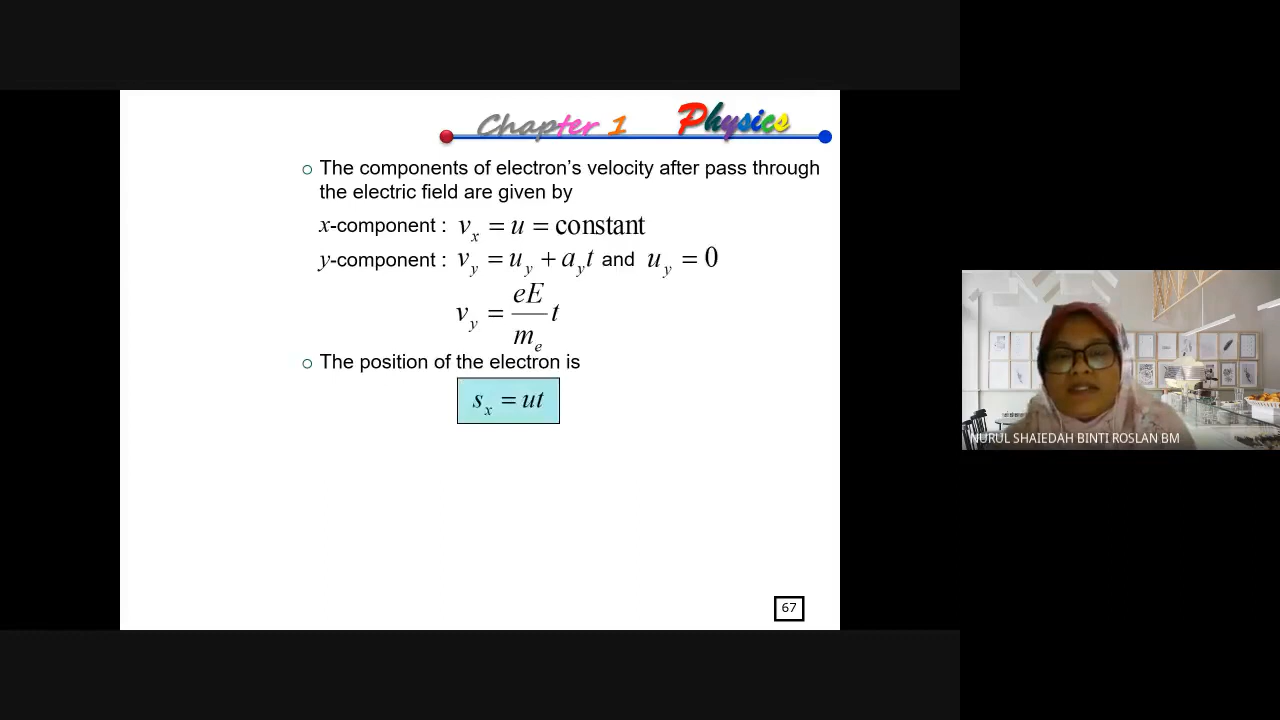 Chapter 1 Physics
The components of electron's velocity after pass through
the electric field are given by
x-component : v_x = u = constant
y-component : v_y = u_y + a_y t and u_y = 0
v_y = eE/m_e t
The position of the electron is
s_x = ut
NURUL SHAIEDAH BINTI ROSLAN BM
67